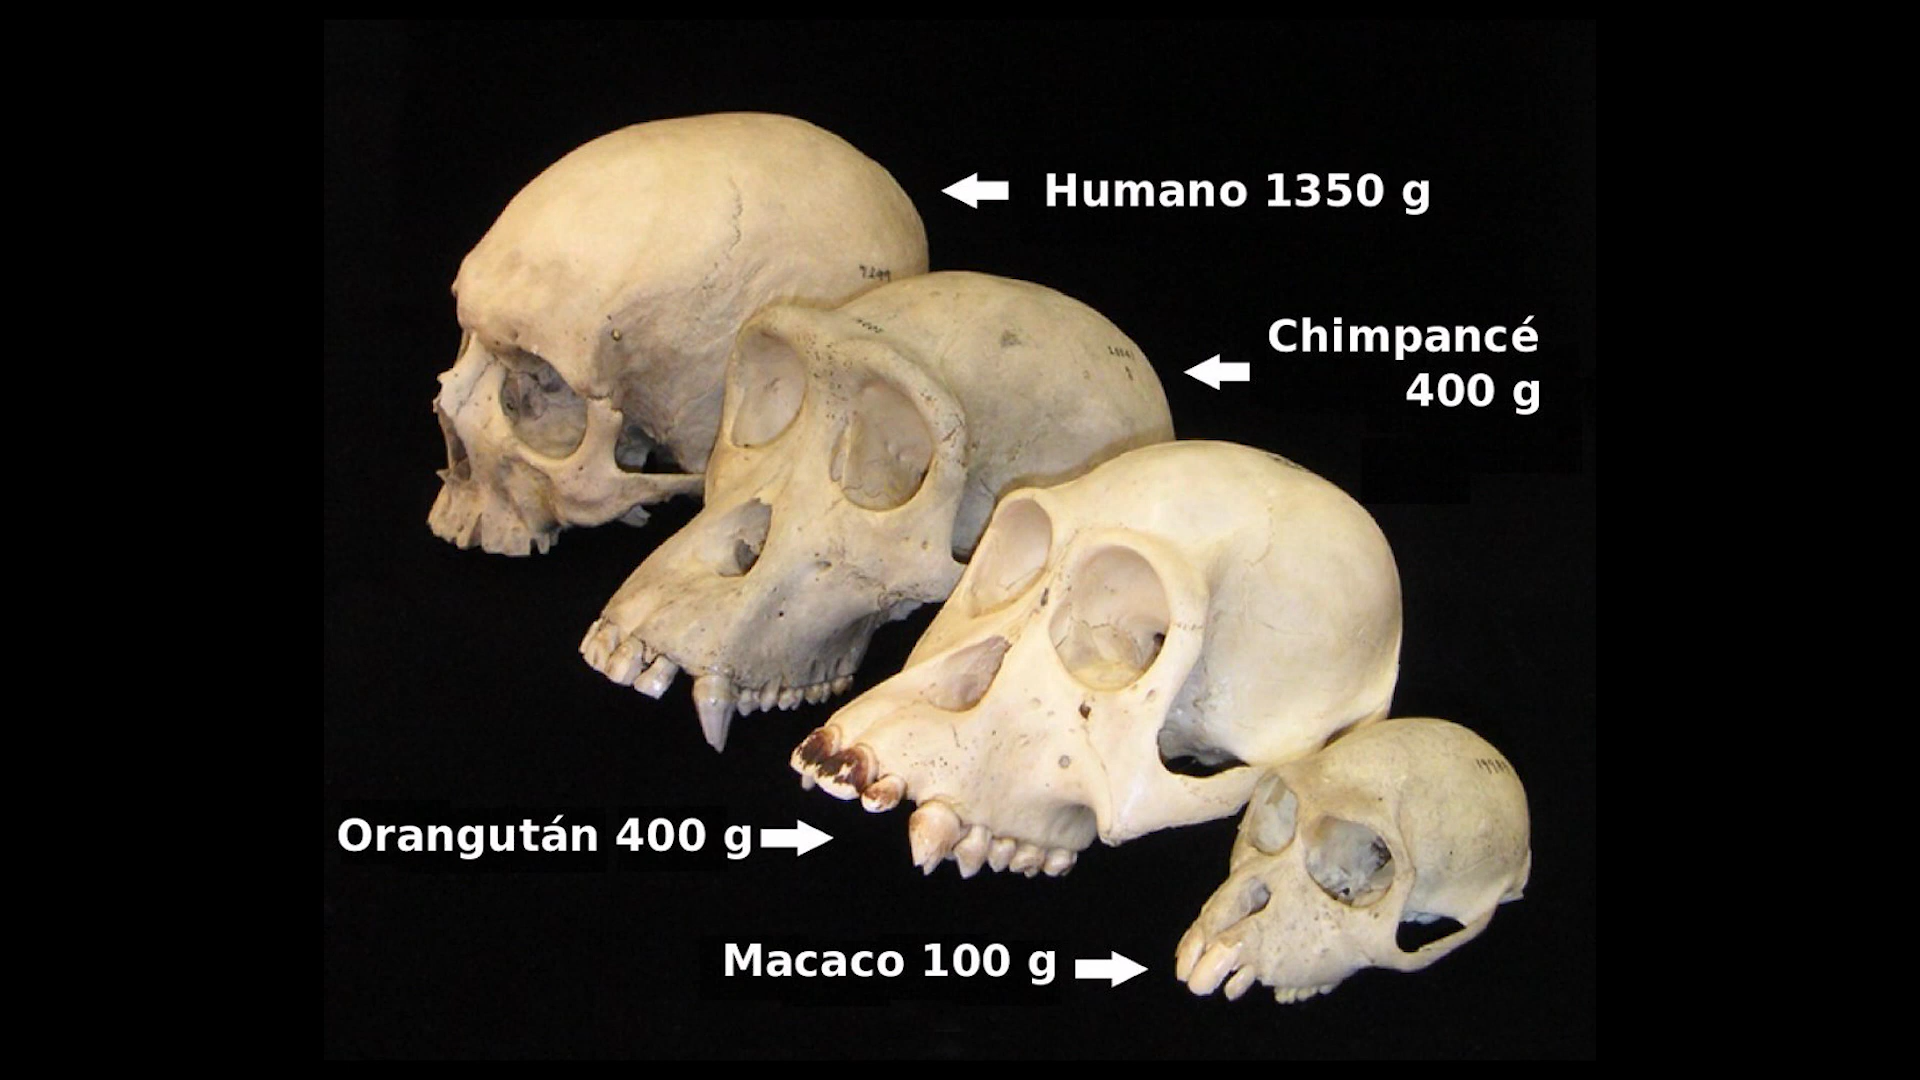 Humano 1350 g
Chimpancé
400 g
Orangután 400 g
Macaco 100 g